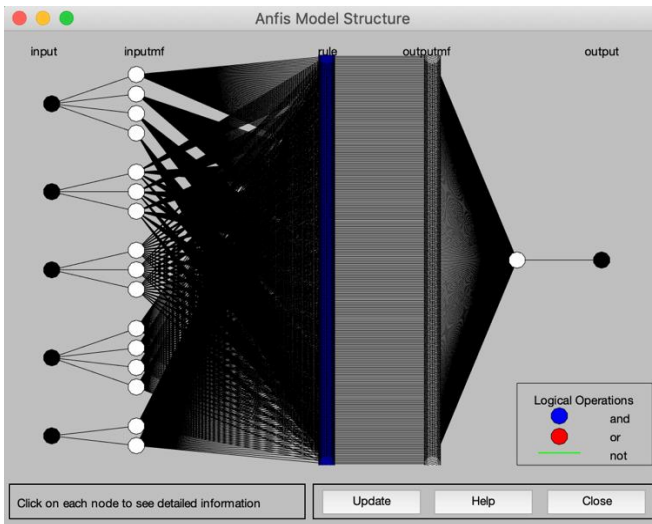 Anfis Model Structure
input inputmf rule outputmf output
Logical Operations
and
or
not
Click on each node to see detailed information
Update Help Close